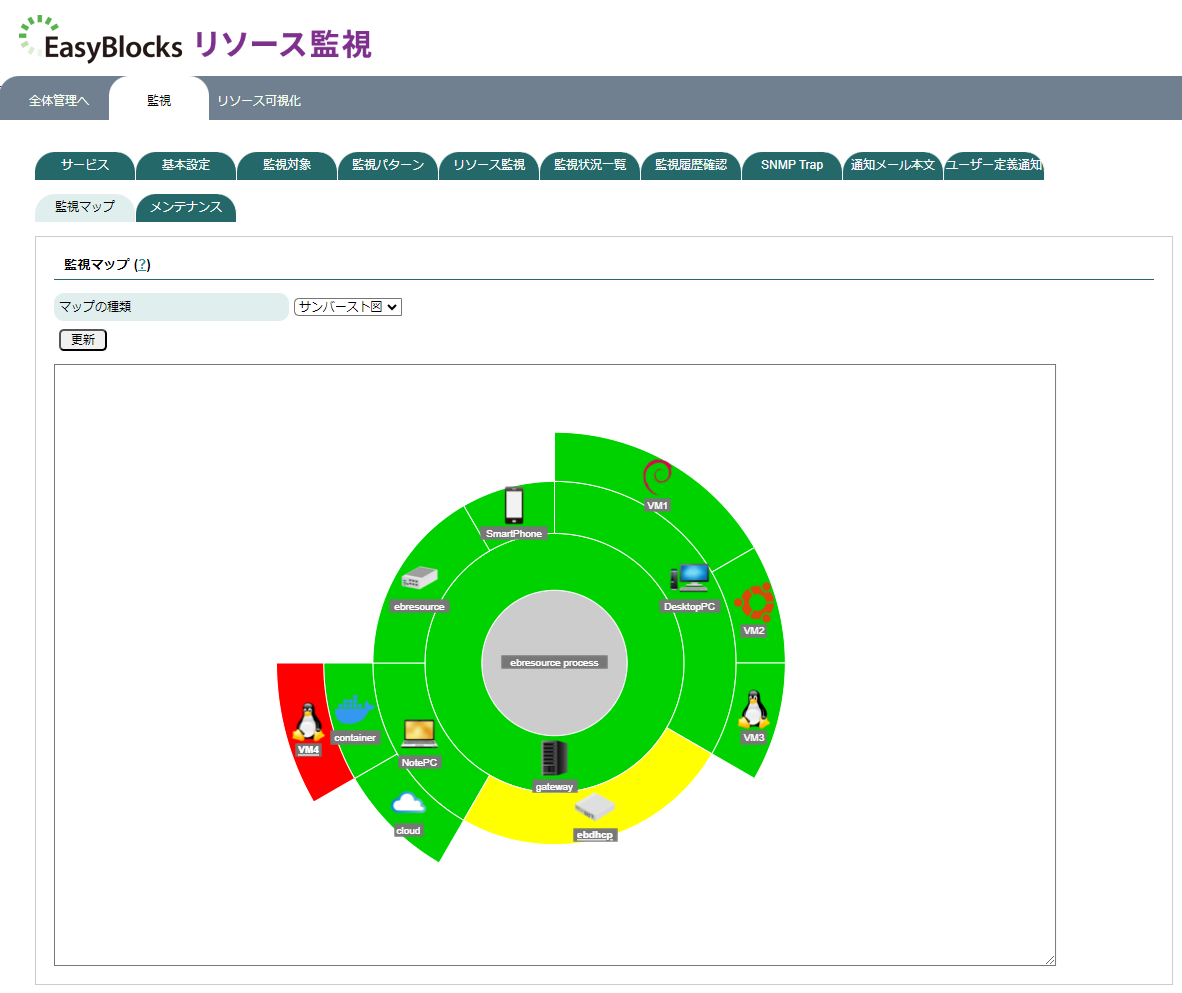 EasyBlocks リソース監視
全体管理へ 監視 リソース可視化
サービス 基本設定 監視対象 監視パターン リソース監視 監視状況一覧 監視履歴確認 SNMP Trap 通知メール本文 ユーザー定義通知
監視マップ メンテナンス
監視マップ (?)
マップの種類 サンバースト図
更新
VM1
SmartPhone
DesktopPC
ebresource
VM2
ebresource process
container
VM3
VM4
NotePC
gateway
cloud
ebdhcp